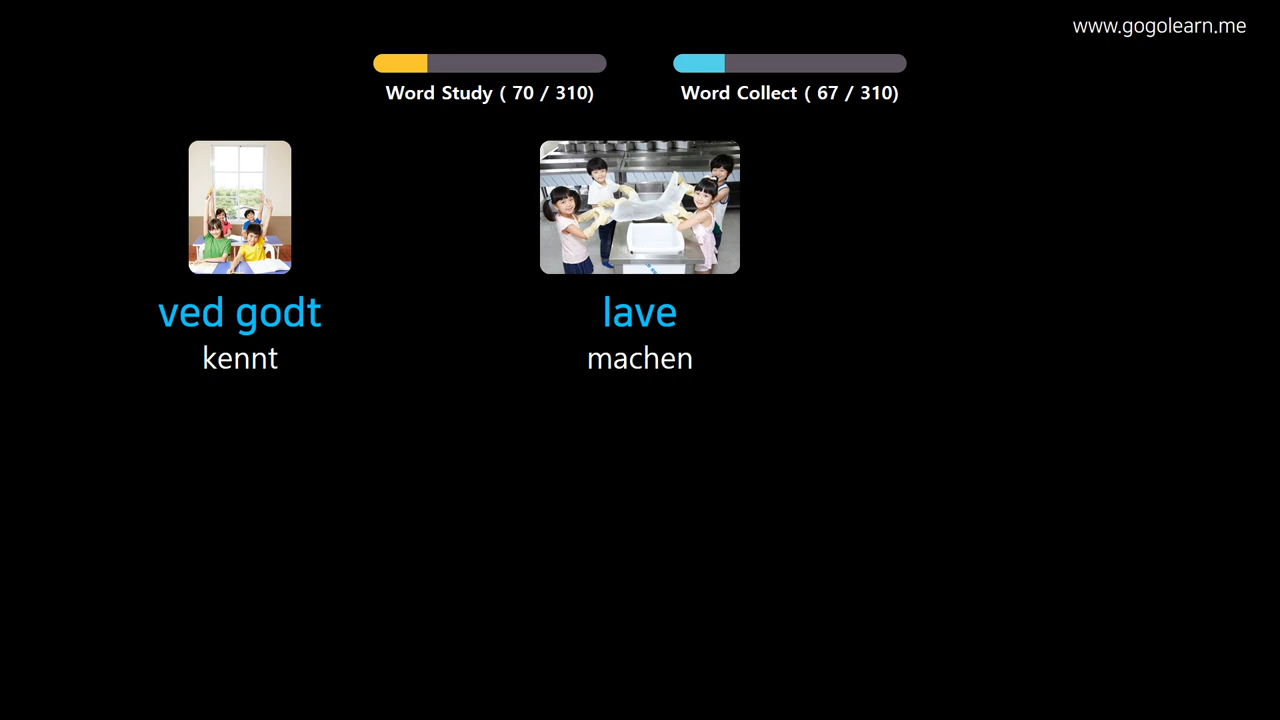 www.gogolearn.me
Word Study ( 70 / 310)
Word Collect ( 67 / 310)
ved godt
kennt
lave
machen